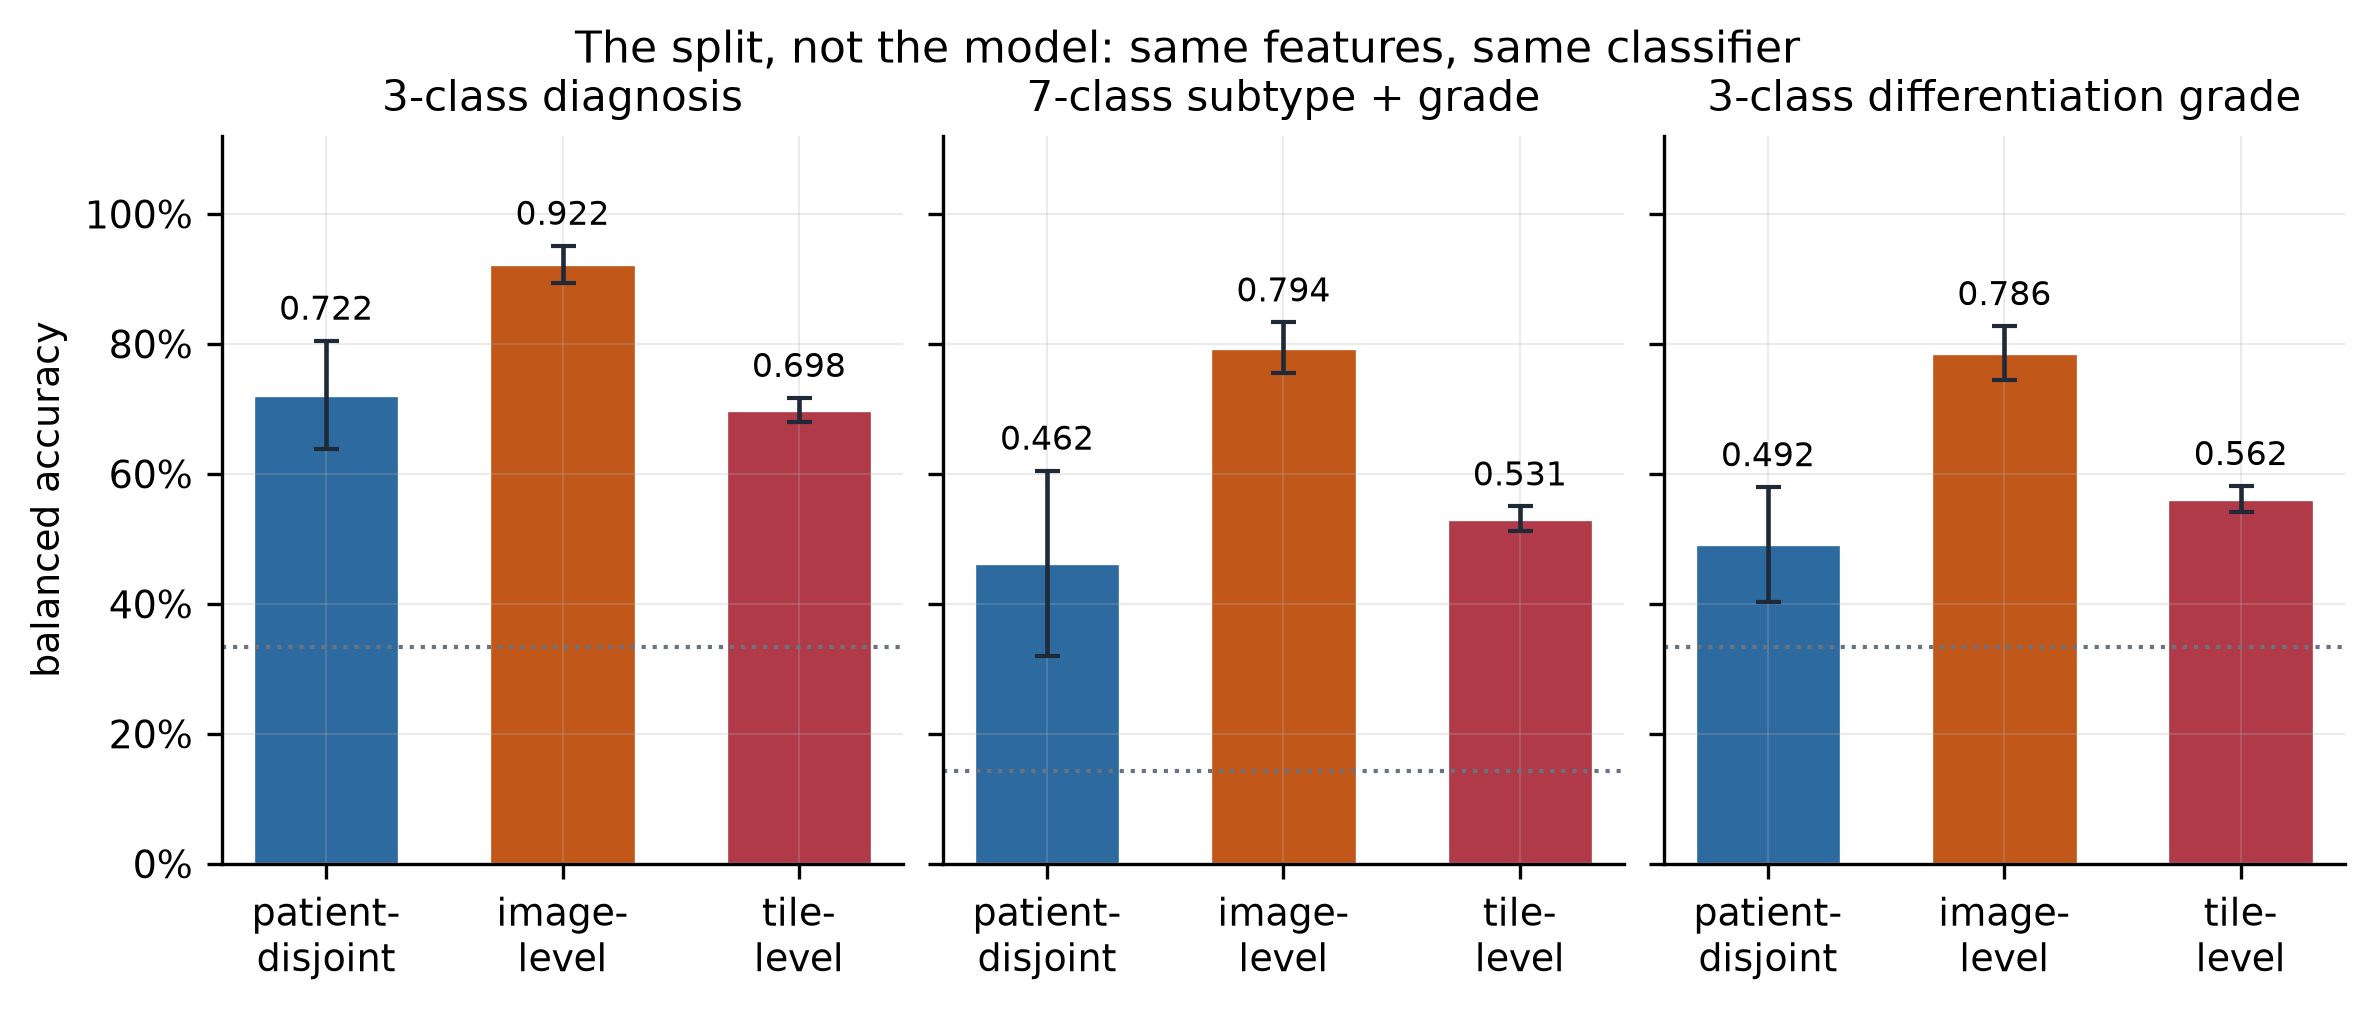 The split, not the model: same features, same classifier
3-class diagnosis
7-class subtype + grade
3-class differentiation grade
balanced accuracy
100%
80%
60%
40%
20%
0%
0.722
0.922
0.698
0.462
0.794
0.531
0.492
0.786
0.562
patient-
disjoint
image-
level
tile-
level
patient-
disjoint
image-
level
tile-
level
patient-
disjoint
image-
level
tile-
level